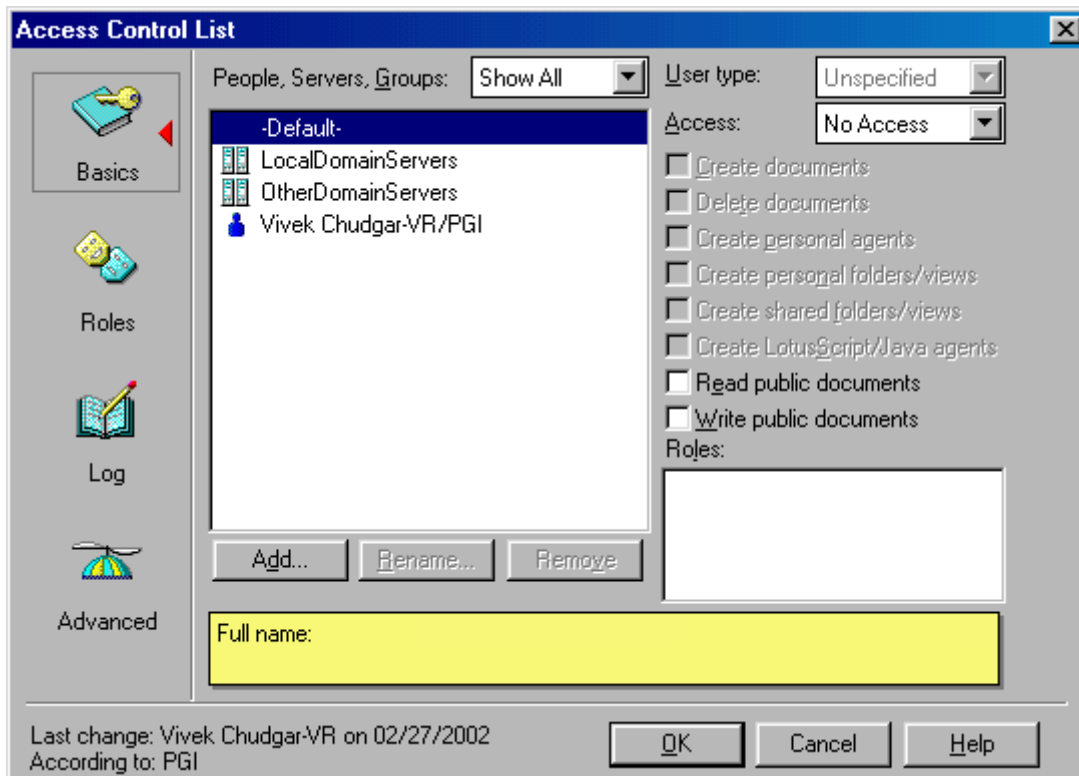 Access Control List
Basics
Roles
Log
Advanced
People, Servers, Groups: Show All
-Default-
LocalDomainServers
OtherDomainServers
Vivek Chudgar-VR/PGI
Add... Rename... Remove
User type: Unspecified
Access: No Access
Create documents
Delete documents
Create personal agents
Create personal folders/views
Create shared folders/views
Create LotusScript/Java agents
Read public documents
Write public documents
Roles:
Full name:
Last change: Vivek Chudgar-VR on 02/27/2002
According to: PGI
OK Cancel Help